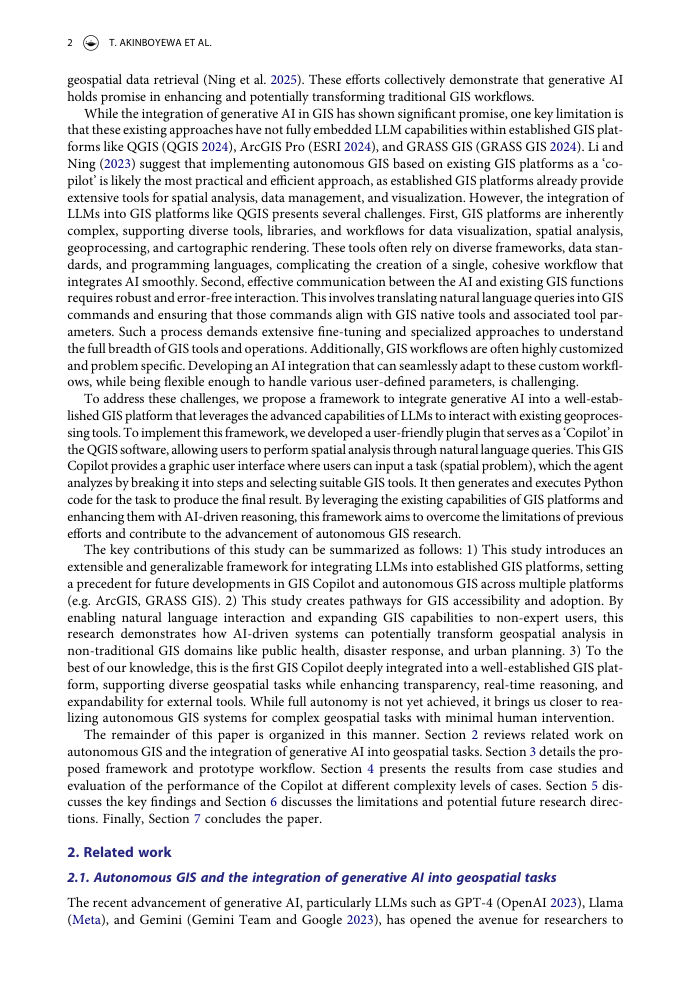 2 T. AKINBOYEWA ET AL.
geospatial data retrieval (Ning et al. 2025). These efforts collectively demonstrate that generative AI
holds promise in enhancing and potentially transforming traditional GIS workflows.
While the integration of generative AI in GIS has shown significant promise, one key limitation is
that these existing approaches have not fully embedded LLM capabilities within established GIS plat-
forms like QGIS (QGIS 2024), ArcGIS Pro (ESRI 2024), and GRASS GIS (GRASS GIS 2024). Li and
Ning (2023) suggest that implementing autonomous GIS based on existing GIS platforms as a ‘co-
pilot’ is likely the most practical and efficient approach, as established GIS platforms already provide
extensive tools for spatial analysis, data management, and visualization. However, the integration of
LLMs into GIS platforms like QGIS presents several challenges. First, GIS platforms are inherently
complex, supporting diverse tools, libraries, and workflows for data visualization, spatial analysis,
geoprocessing, and cartographic rendering. These tools often rely on diverse frameworks, data stan-
dards, and programming languages, complicating the creation of a single, cohesive workflow that
integrates AI smoothly. Second, effective communication between the AI and existing GIS functions
requires robust and error-free interaction. This involves translating natural language queries into GIS
commands and ensuring that those commands align with GIS native tools and associated tool par-
ameters. Such a process demands extensive fine-tuning and specialized approaches to understand
the full breadth of GIS tools and operations. Additionally, GIS workflows are often highly customized
and problem specific. Developing an AI integration that can seamlessly adapt to these custom workfl-
ows, while being flexible enough to handle various user-defined parameters, is challenging.
To address these challenges, we propose a framework to integrate generative AI into a well-estab-
lished GIS platform that leverages the advanced capabilities of LLMs to interact with existing geoproces-
sing tools. To implement this framework, we developed a user-friendly plugin that serves as a ‘Copilot’ in
the QGIS software, allowing users to perform spatial analysis through natural language queries. This GIS
Copilot provides a graphic user interface where users can input a task (spatial problem), which the agent
analyzes by breaking it into steps and selecting suitable GIS tools. It then generates and executes Python
code for the task to produce the final result. By leveraging the existing capabilities of GIS platforms and
enhancing them with AI-driven reasoning, this framework aims to overcome the limitations of previous
efforts and contribute to the advancement of autonomous GIS research.
The key contributions of this study can be summarized as follows: 1) This study introduces an
extensible and generalizable framework for integrating LLMs into established GIS platforms, setting
a precedent for future developments in GIS Copilot and autonomous GIS across multiple platforms
(e.g. ArcGIS, GRASS GIS). 2) This study creates pathways for GIS accessibility and adoption. By
enabling natural language interaction and expanding GIS capabilities to non-expert users, this
research demonstrates how AI-driven systems can potentially transform geospatial analysis in
non-traditional GIS domains like public health, disaster response, and urban planning. 3) To the
best of our knowledge, this is the first GIS Copilot deeply integrated into a well-established GIS plat-
form, supporting diverse geospatial tasks while enhancing transparency, real-time reasoning, and
expandability for external tools. While full autonomy is not yet achieved, it brings us closer to rea-
lizing autonomous GIS systems for complex geospatial tasks with minimal human intervention.
The remainder of this paper is organized in this manner. Section 2 reviews related work on
autonomous GIS and the integration of generative AI into geospatial tasks. Section 3 details the pro-
posed framework and prototype workflow. Section 4 presents the results from case studies and
evaluation of the performance of the Copilot at different complexity levels of cases. Section 5 dis-
cusses the key findings and Section 6 discusses the limitations and potential future research direc-
tions. Finally, Section 7 concludes the paper.
2. Related work
2.1. Autonomous GIS and the integration of generative AI into geospatial tasks
The recent advancement of generative AI, particularly LLMs such as GPT-4 (OpenAI 2023), Llama
(Meta), and Gemini (Gemini Team and Google 2023), has opened the avenue for researchers to